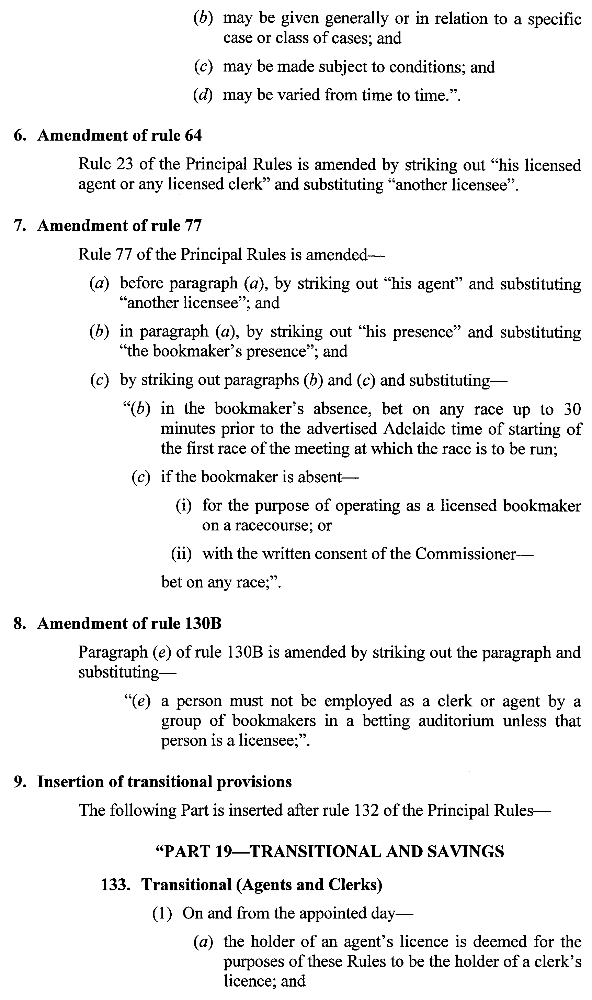 (b) may be given generally or in relation to a specific
case or class of cases; and
(c) may be made subject to conditions; and
(d) may be varied from time to time.”.
6. Amendment of rule 64
Rule 23 of the Principal Rules is amended by striking out “his licensed
agent or any licensed clerk” and substituting “another licensee”.
7. Amendment of rule 77
Rule 77 of the Principal Rules is amended—
(a) before paragraph (a), by striking out “his agent” and substituting
“another licensee”; and
(b) in paragraph (a), by striking out “his presence” and substituting
“the bookmaker’s presence”; and
(c) by striking out paragraphs (b) and (c) and substituting—
“(b) in the bookmaker’s absence, bet on any race up to 30
minutes prior to the advertised Adelaide time of starting of
the first race of the meeting at which the race is to be run;
(c) if the bookmaker is absent—
(i) for the purpose of operating as a licensed bookmaker
on a racecourse; or
(ii) with the written consent of the Commissioner—
bet on any race;”.
8. Amendment of rule 130B
Paragraph (e) of rule 130B is amended by striking out the paragraph and
substituting—
“(e) a person must not be employed as a clerk or agent by a
group of bookmakers in a betting auditorium unless that
person is a licensee;”.
9. Insertion of transitional provisions
The following Part is inserted after rule 132 of the Principal Rules—
“PART 19—TRANSITIONAL AND SAVINGS
133. Transitional (Agents and Clerks)
(1) On and from the appointed day—
(a) the holder of an agent’s licence is deemed for the
purposes of these Rules to be the holder of a clerk’s
licence; and